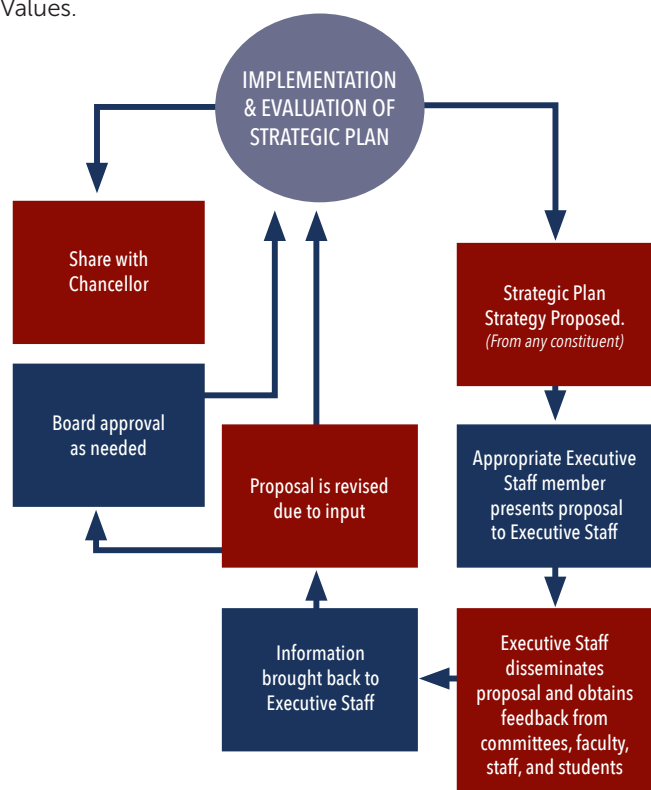 Values.
IMPLEMENTATION
& EVALUATION OF
STRATEGIC PLAN
Share with
Chancellor
Strategic Plan
Strategy Proposed.
(From any constituent)
Board approval
as needed
Proposal is revised
due to input
Appropriate Executive
Staff member
presents proposal
to Executive Staff
Information
brought back to
Executive Staff
Executive Staff
disseminates
proposal and obtains
feedback from
committees, faculty,
staff, and students